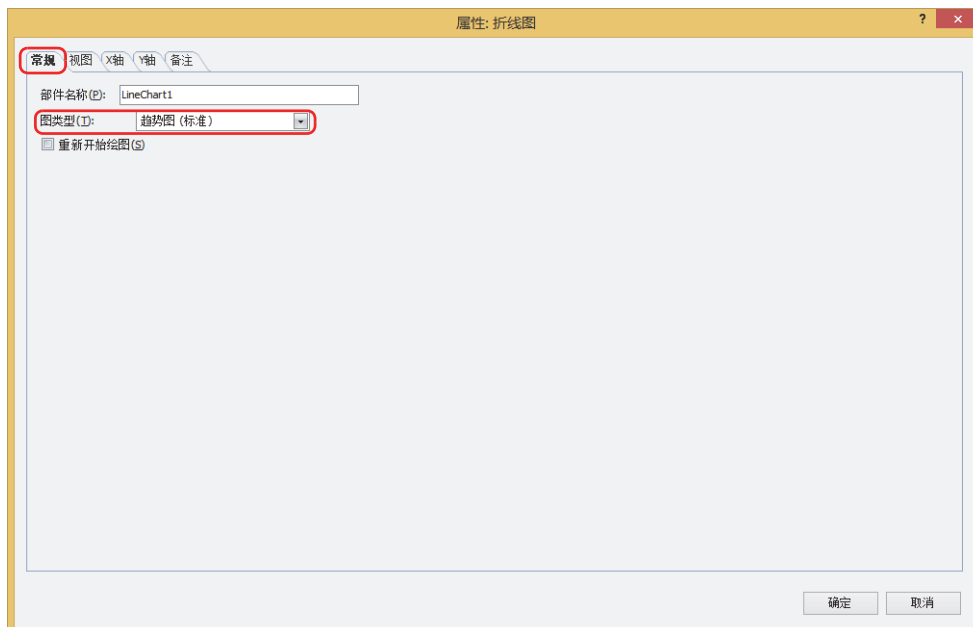 属性: 折线图
?
×
常规 视图 X轴 Y轴 备注
部件名称(P): LineChart1
图类型(T): 趋势图 (标准)
重新开始绘图(S)
确定 取消